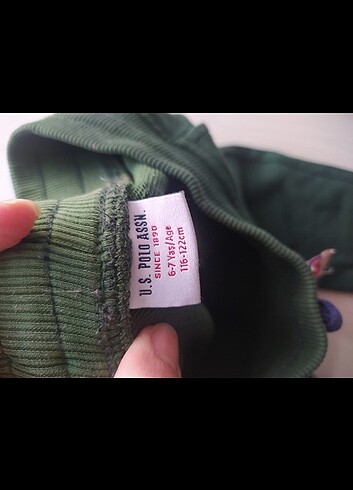 U.S. POLO ASSN.
SINCE 1890
6-7 Yaş/Age
116-122cm